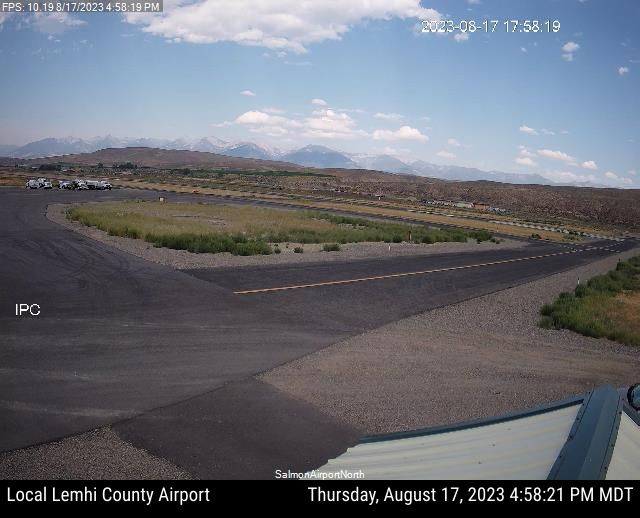 FPS: 10.19 8/17/2023 4:58:19 PM
2023-08-17 17:58:19
IPC
SalmonAirportNorth
Local Lemhi County Airport
Thursday, August 17, 2023 4:58:21 PM MDT